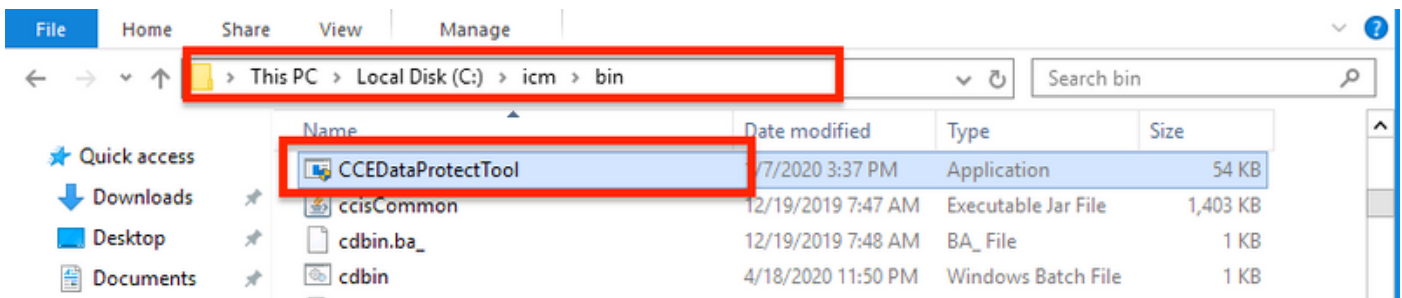 File Home Share View Manage
This PC > Local Disk (C:) > icm > bin Search bin
Name Date modified Type Size
Quick access
CCEDataProtectTool /7/2020 3:37 PM Application 54 KB
Downloads ccisCommon 12/19/2019 7:47 AM Executable Jar File 1,403 KB
Desktop cdbin.ba_ 12/19/2019 7:48 AM BA_ File 1 KB
Documents cdbin 4/18/2020 11:50 PM Windows Batch File 1 KB